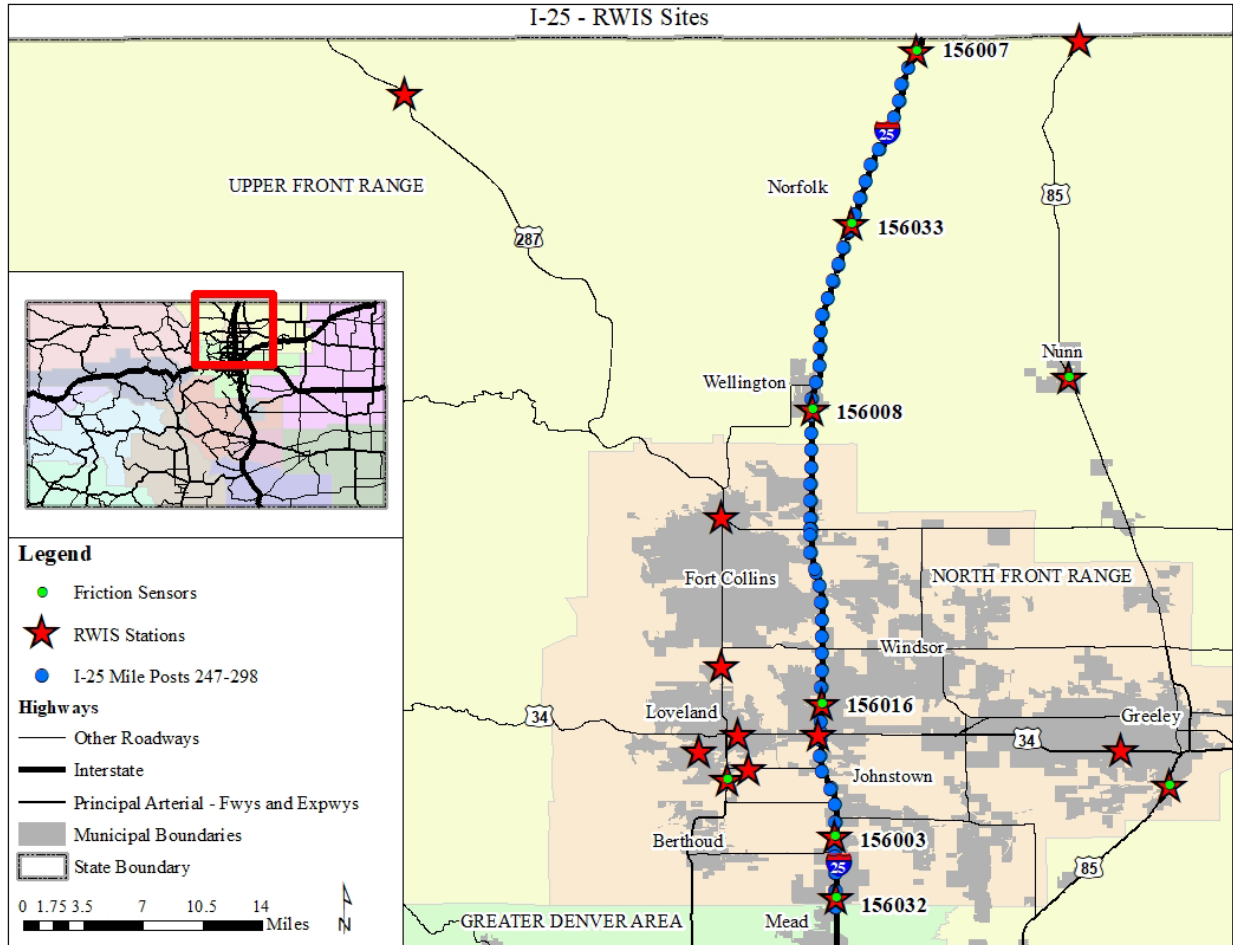 I-25 - RWIS Sites
156007
25
UPPER FRONT RANGE
Norfolk
85
156033
287
Nunn
Wellington
156008
Fort Collins
NORTH FRONT RANGE
Windsor
156016
Loveland
34
Greeley
34
Johnstown
156003
Berthoud
25
85
156032
GREATER DENVER AREA
Mead
Legend
Friction Sensors
RWIS Stations
I-25 Mile Posts 247-298
Highways
Other Roadways
Interstate
Principal Arterial - Fwys and Expwys
Municipal Boundaries
State Boundary
0 1.75 3.5 7 10.5 14
Miles
N